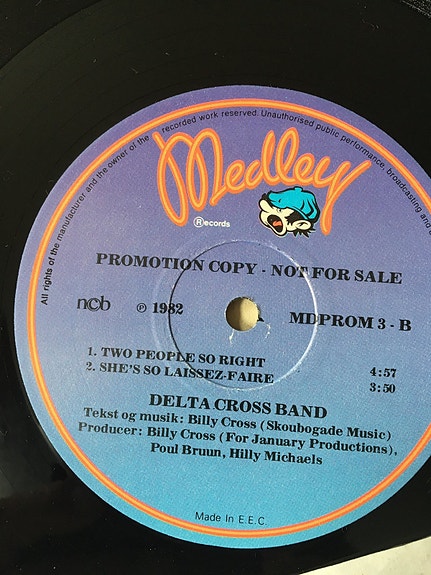 All rights of the manufacturer and the owner of the recorded work reserved. Unauthorised public performance, broadcasting and
Medley
®ecords
PROMOTION COPY - NOT FOR SALE
ncb ℗ 1982 MDPROM 3 - B
1. TWO PEOPLE SO RIGHT 4:57
2. SHE'S SO LAISSEZ-FAIRE 3:50
DELTA CROSS BAND
Tekst og musik: Billy Cross (Skoubogade Music)
Producer: Billy Cross (For January Productions),
Poul Bruun, Hilly Michaels
Made In E.E.C.